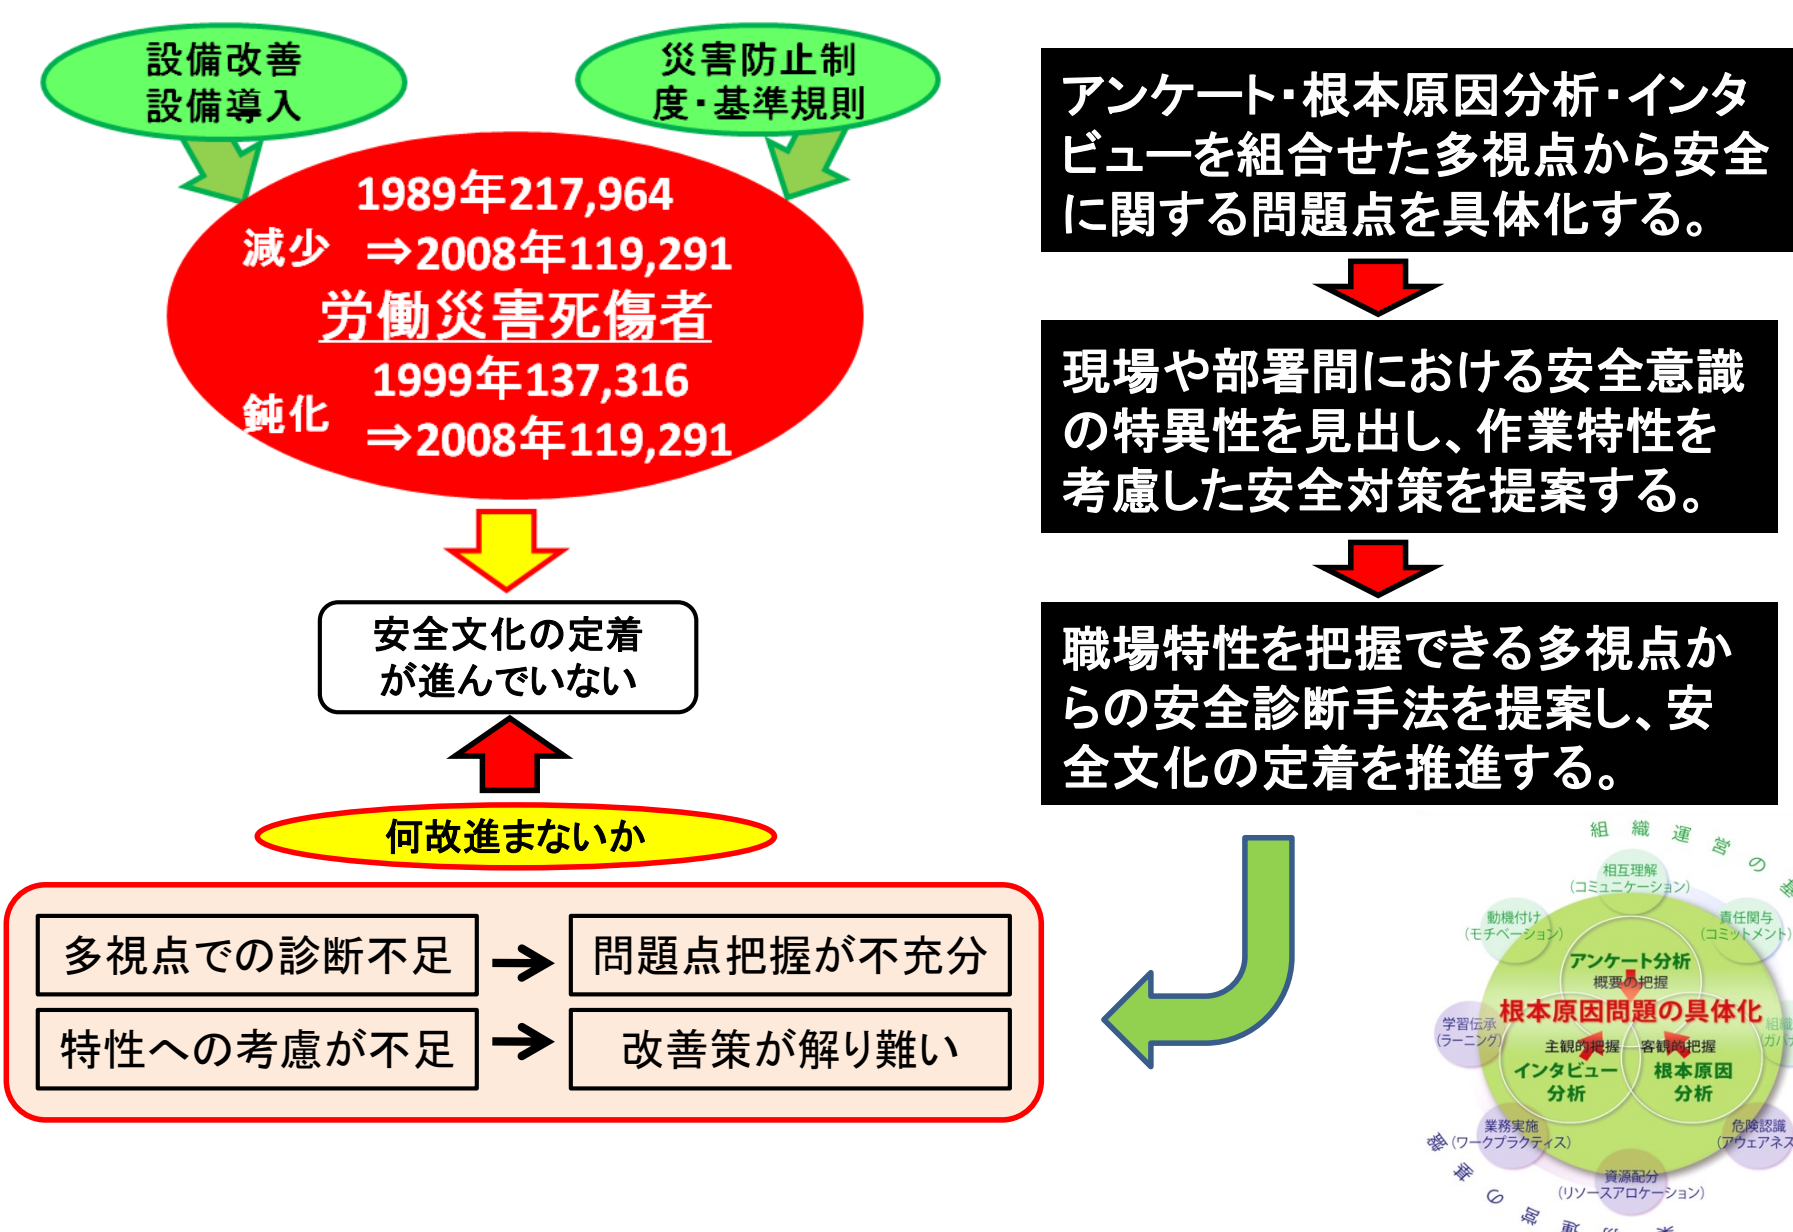 設備改善
設備導入
災害防止制
度・基準規則
1989年217,964
減少 ⇒2008年119,291
労働災害死傷者
1999年137,316
鈍化 ⇒2008年119,291
安全文化の定着
が進んでいない
何故進まないか
多視点での診断不足
問題点把握が不充分
特性への考慮が不足
改善策が解り難い
アンケート・根本原因分析・インタ
ビューを組合せた多視点から安全
に関する問題点を具体化する。
現場や部署間における安全意識
の特異性を見出し、作業特性を
考慮した安全対策を提案する。
職場特性を把握できる多視点か
らの安全診断手法を提案し、安
全文化の定着を推進する。
組織運営の
相互理解
(コミュニケーション)
動機付け
(モチベーション)
責任関与
(コミットメント)
アンケート分析
概要の把握
根本原因問題の具体化
学習伝承
(ラーニング)
組織
主観的把握
客観的把握
インタビュー
分析
根本原因
分析
業務実施
(ワークプラクティス)
危険認識
(アウェアネス
資源配分
(リソースアロケーション)